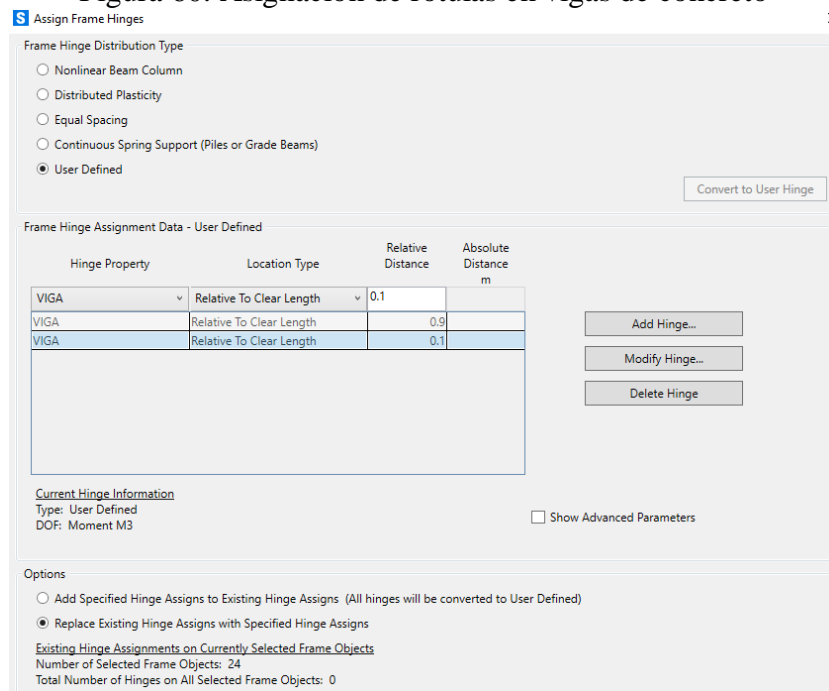 S Assign Frame Hinges
Frame Hinge Distribution Type
Nonlinear Beam Column
Distributed Plasticity
Equal Spacing
Continuous Spring Support (Piles or Grade Beams)
User Defined
Convert to User Hinge
Frame Hinge Assignment Data - User Defined
Hinge Property Location Type Relative Distance Absolute Distance m
VIGA Relative To Clear Length 0.1
VIGA Relative To Clear Length 0.9
VIGA Relative To Clear Length 0.1
Add Hinge...
Modify Hinge...
Delete Hinge
Current Hinge Information
Type: User Defined
DOF: Moment M3
Show Advanced Parameters
Options
Add Specified Hinge Assigns to Existing Hinge Assigns (All hinges will be converted to User Defined)
Replace Existing Hinge Assigns with Specified Hinge Assigns
Existing Hinge Assignments on Currently Selected Frame Objects
Number of Selected Frame Objects: 24
Total Number of Hinges on All Selected Frame Objects: 0